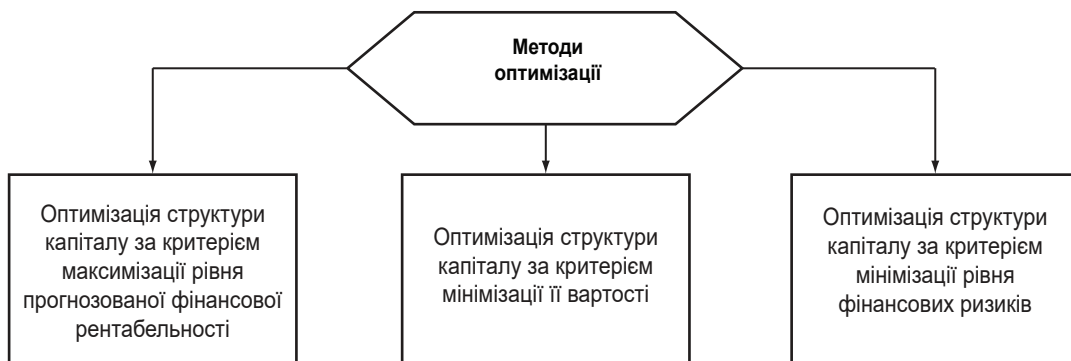 Методи
оптимізації
Оптимізація структури
капіталу за критерієм
максимізації рівня
прогнозованої фінансової
рентабельності
Оптимізація структури
капіталу за критерієм
мінімізації її вартості
Оптимізація структури
капіталу за критерієм
мінімізації рівня
фінансових ризиків